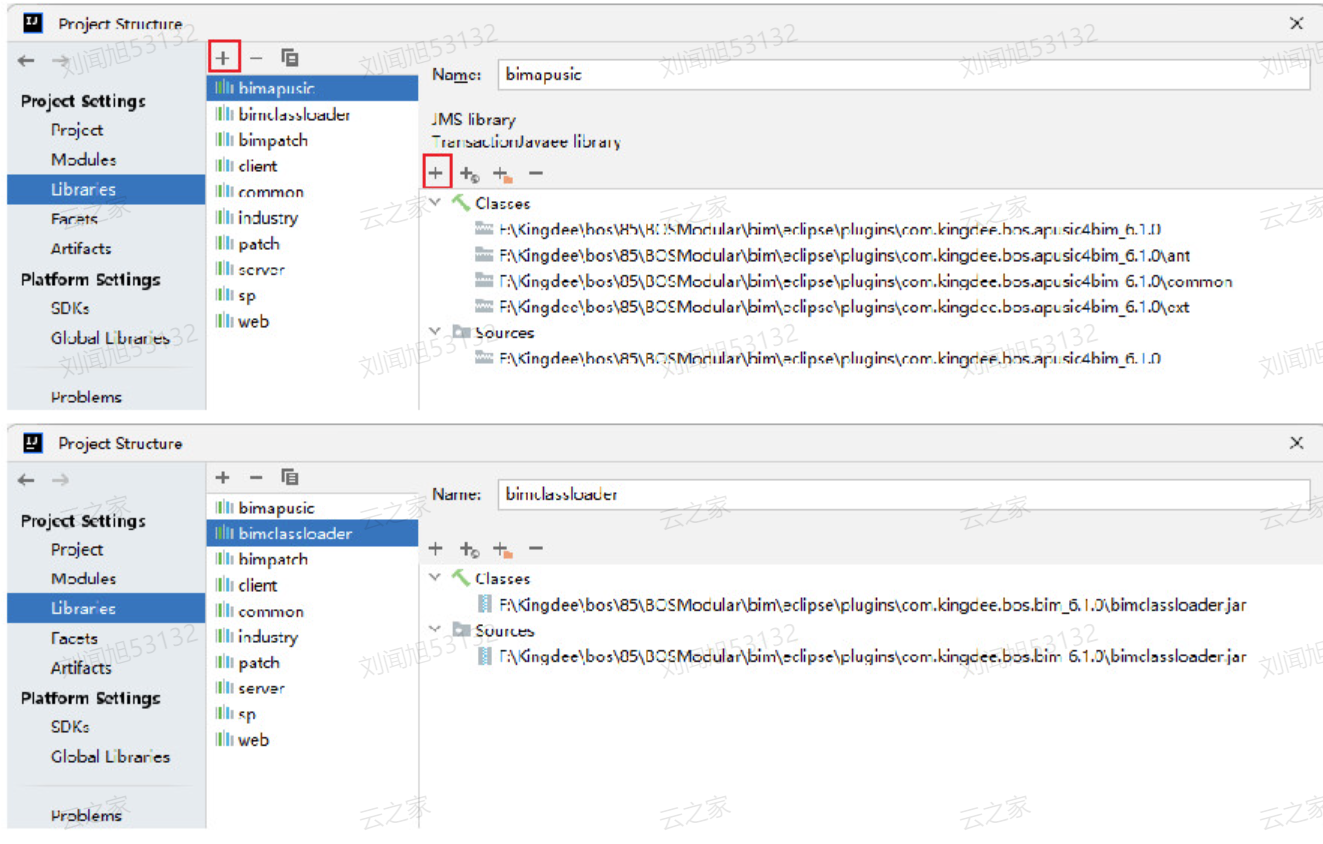 Project Structure
Project Settings
Project
Modules
Libraries
Facets
Artifacts
Platform Settings
SDKs
Global Libraries
Problems
bimapusic
bimclassloader
bimpatch
client
common
industry
patch
server
sp
web
Name: bimapusic
JMS library
TransactionJavaee library
Classes
F:\Kingdee\bos\85\BOSModular\bim\eclipse\plugins\com.kingdee.bos.apusic4bim_6.1.0
F:\Kingdee\bos\85\BOSModular\bim\eclipse\plugins\com.kingdee.bos.apusic4bim_6.1.0\ant
F:\Kingdee\bos\85\BOSModular\bim\eclipse\plugins\com.kingdee.bos.apusic4bim_6.1.0\common
F:\Kingdee\bos\85\BOSModular\bim\eclipse\plugins\com.kingdee.bos.apusic4bim_6.1.0\ext
Sources
F:\Kingdee\bos\85\BOSModular\bim\eclipse\plugins\com.kingdee.bos.apusic4bim_6.1.0
Project Structure
Project Settings
Project
Modules
Libraries
Facets
Artifacts
Platform Settings
SDKs
Global Libraries
Problems
bimapusic
bimclassloader
bimpatch
client
common
industry
patch
server
sp
web
Name: bimclassloader
Classes
F:\Kingdee\bos\85\BOSModular\bim\eclipse\plugins\com.kingdee.bos.bim_6.1.0\bimclassloader.jar
Sources
F:\Kingdee\bos\85\BOSModular\bim\eclipse\plugins\com.kingdee.bos.bim_6.1.0\bimclassloader.jar
刘闻旭53132
云之家